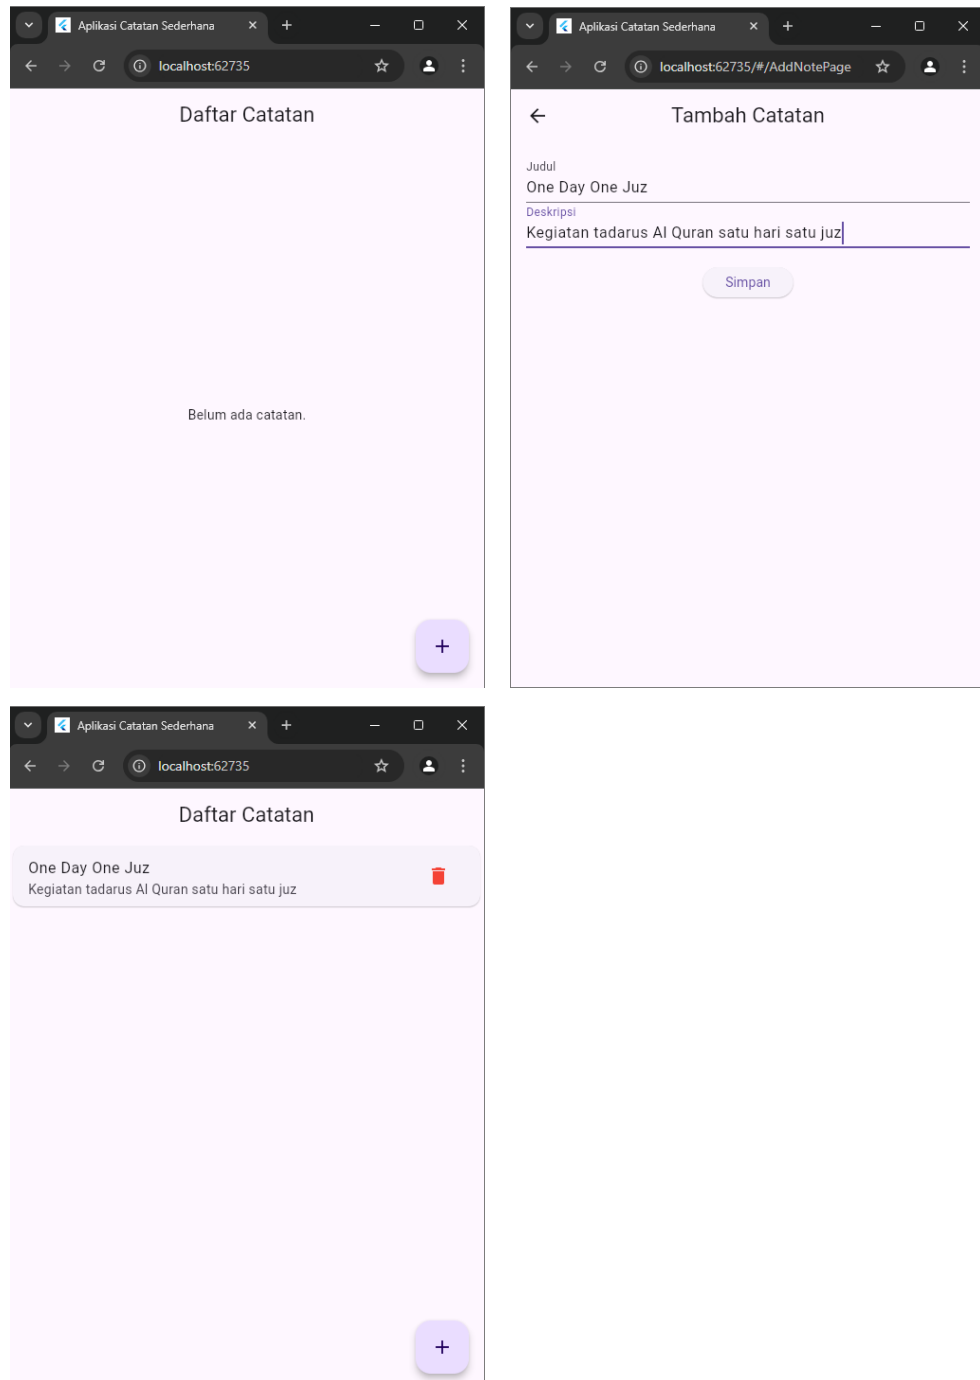 Aplikasi Catatan Sederhana
localhost:62735
Daftar Catatan
Belum ada catatan.
+
Aplikasi Catatan Sederhana
localhost:62735/#/AddNotePage
Tambah Catatan
Judul
One Day One Juz
Deskripsi
Kegiatan tadarus Al Quran satu hari satu juz
Simpan
Aplikasi Catatan Sederhana
localhost:62735
Daftar Catatan
One Day One Juz
Kegiatan tadarus Al Quran satu hari satu juz
+